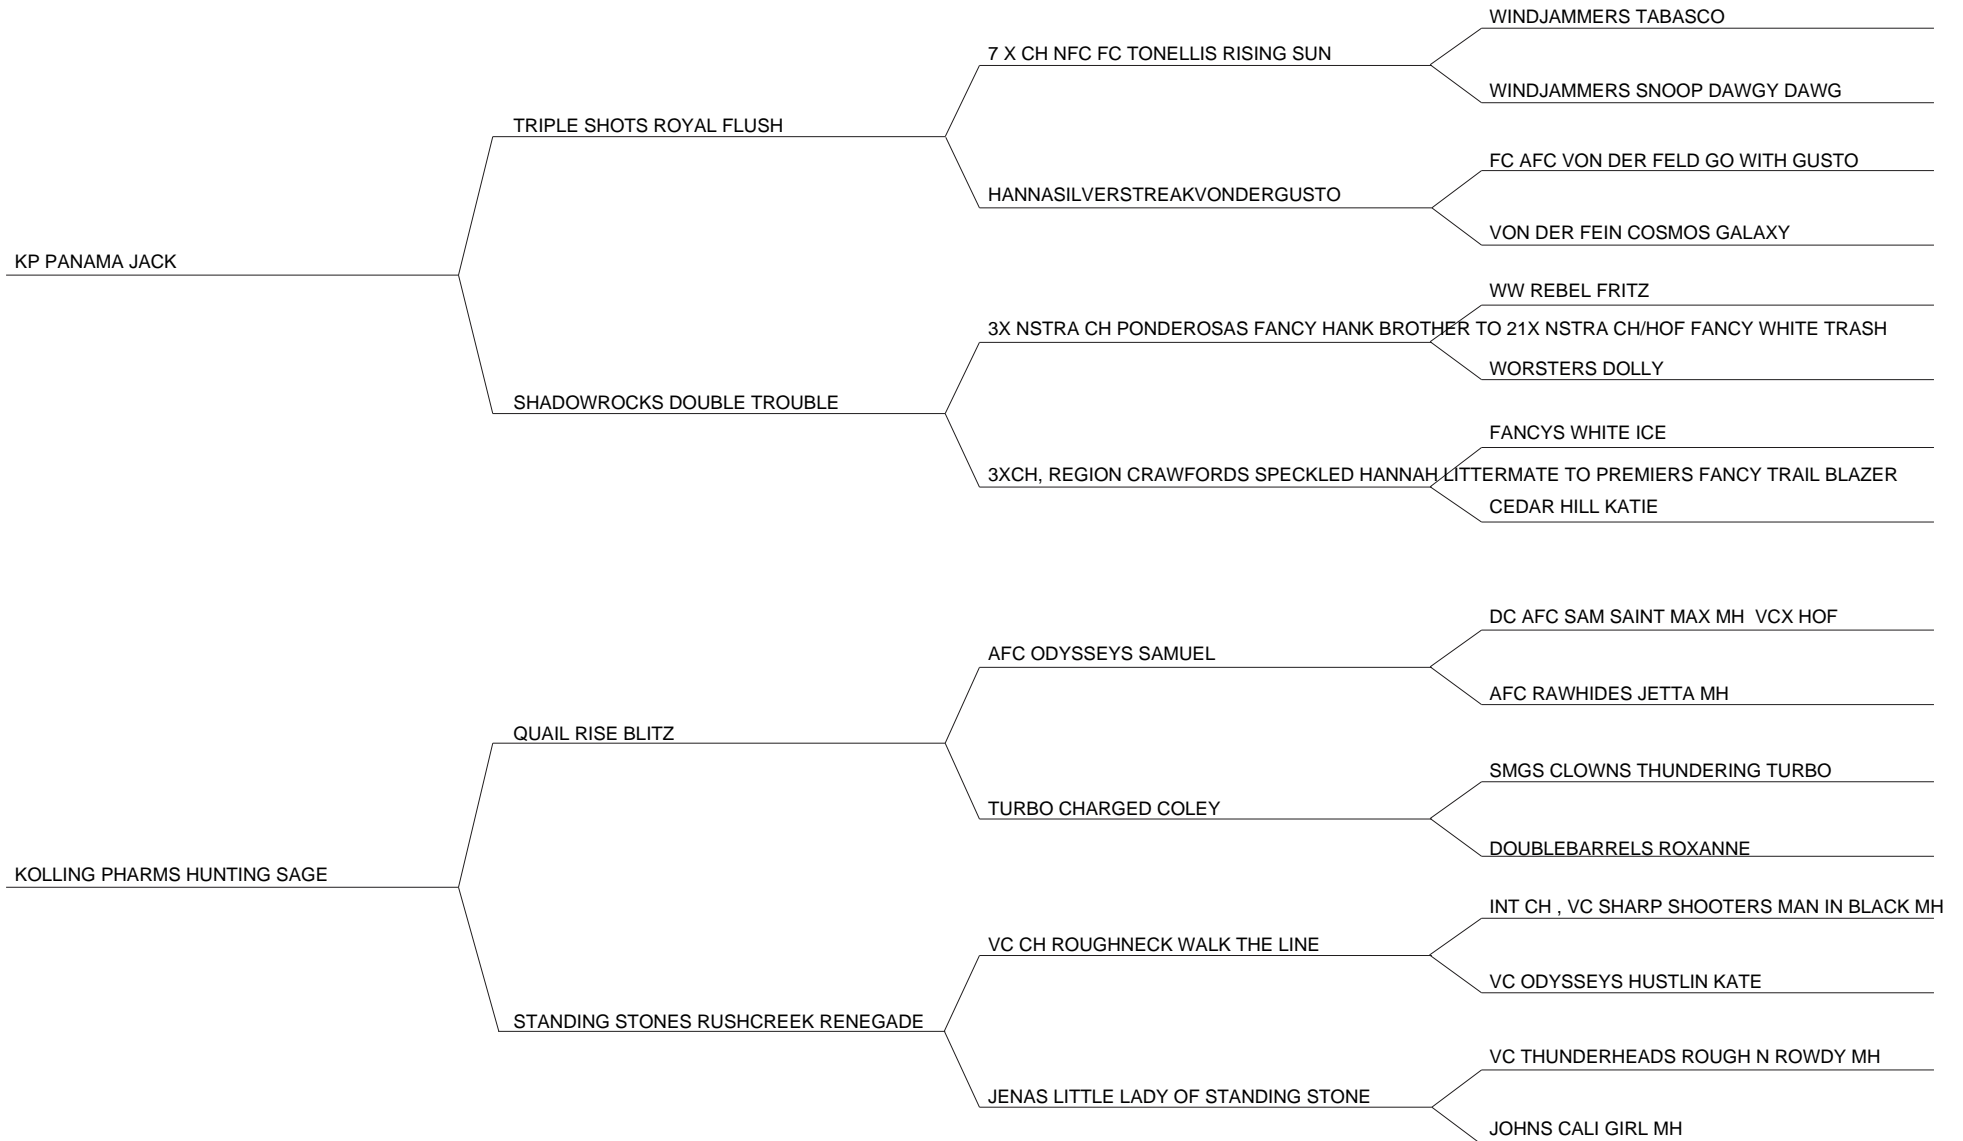 WINDJAMMERS TABASCO
7 X CH NFC FC TONELLIS RISING SUN
WINDJAMMERS SNOOP DAWGY DAWG
TRIPLE SHOTS ROYAL FLUSH
FC AFC VON DER FELD GO WITH GUSTO
HANNASILVERSTREAKVONDERGUSTO
VON DER FEIN COSMOS GALAXY
KP PANAMA JACK
WW REBEL FRITZ
3X NSTRA CH PONDEROSAS FANCY HANK BROTHER TO 21X NSTRA CH/HOF FANCY WHITE TRASH
WORSTERS DOLLY
SHADOWROCKS DOUBLE TROUBLE
FANCYS WHITE ICE
3XCH, REGION CRAWFORDS SPECKLED HANNAH LITTERMATE TO PREMIERS FANCY TRAIL BLAZER
CEDAR HILL KATIE
DC AFC SAM SAINT MAX MH  VCX HOF
AFC ODYSSEYS SAMUEL
AFC RAWHIDES JETTA MH
QUAIL RISE BLITZ
SMGS CLOWNS THUNDERING TURBO
TURBO CHARGED COLEY
DOUBLEBARRELS ROXANNE
KOLLING PHARMS HUNTING SAGE
INT CH , VC SHARP SHOOTERS MAN IN BLACK MH
VC CH ROUGHNECK WALK THE LINE
VC ODYSSEYS HUSTLIN KATE
STANDING STONES RUSHCREEK RENEGADE
VC THUNDERHEADS ROUGH N ROWDY MH
JENAS LITTLE LADY OF STANDING STONE
JOHNS CALI GIRL MH